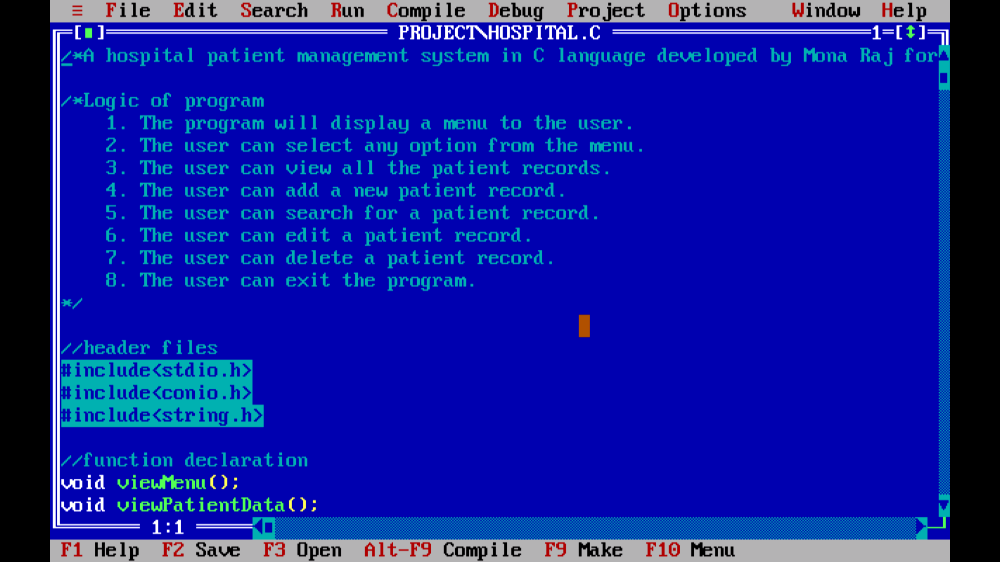 ≡ File Edit Search Run Compile Debug Project Options Window Help
[■] PROJECT\HOSPITAL.C 1=[↕]
/*A hospital patient management system in C language developed by Mona Raj for
/*Logic of program
1. The program will display a menu to the user.
2. The user can select any option from the menu.
3. The user can view all the patient records.
4. The user can add a new patient record.
5. The user can search for a patient record.
6. The user can edit a patient record.
7. The user can delete a patient record.
8. The user can exit the program.
*/
//header files
#include<stdio.h>
#include<conio.h>
#include<string.h>
//function declaration
void viewMenu();
void viewPatientData();
1:1
F1 Help F2 Save F3 Open Alt-F9 Compile F9 Make F10 Menu